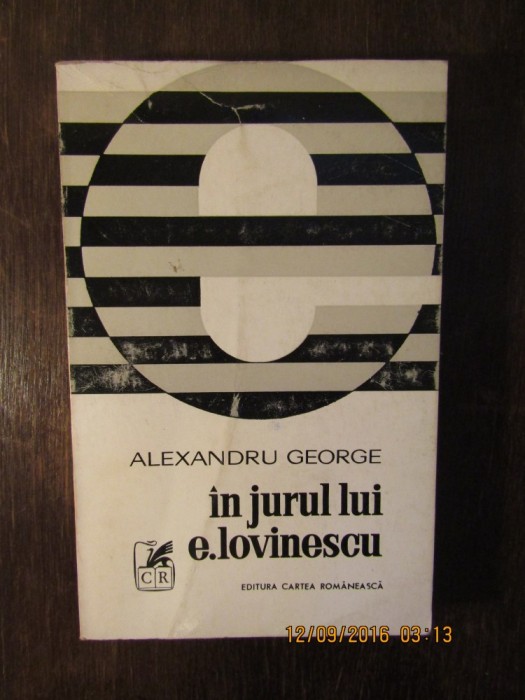 e
ALEXANDRU GEORGE
în jurul lui
e.lovinescu
CR
EDITURA CARTEA ROMÂNEASCĂ
12/09/2016 03:13